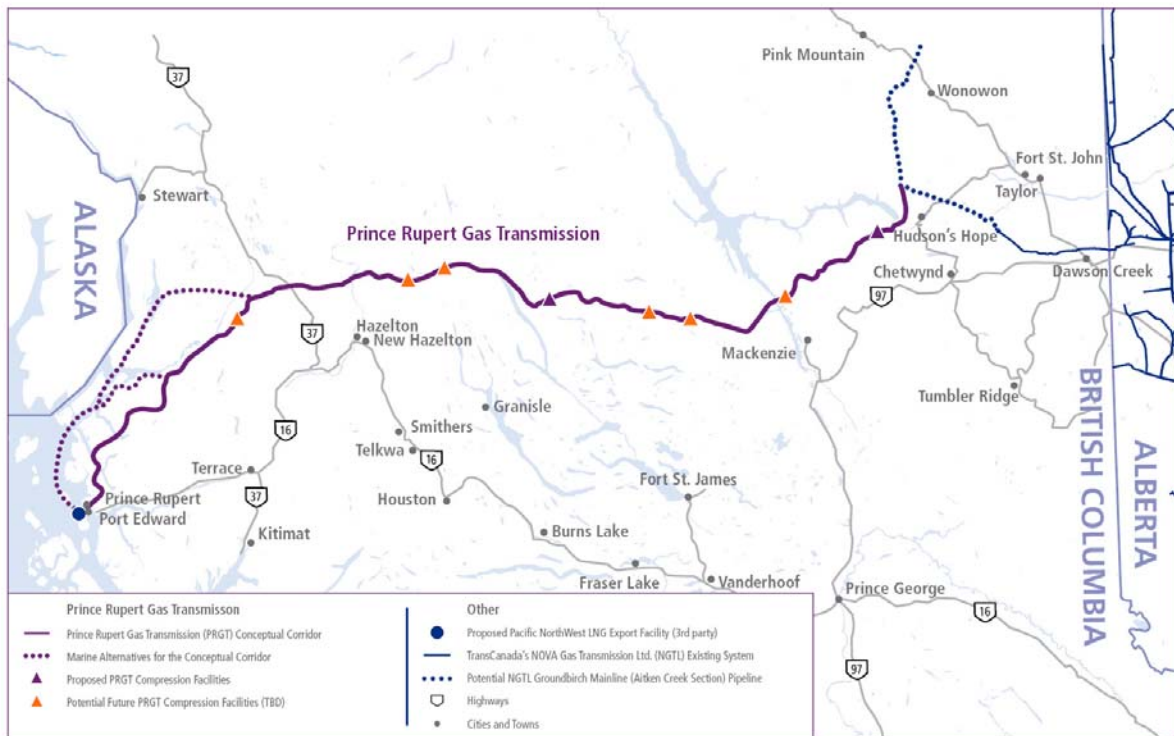 Pink Mountain
37
Wonowon
Fort St. John
Taylor
Stewart
ALASKA
Prince Rupert Gas Transmission
Hudson's Hope
Chetwynd
Dawson Creek
97
Hazelton
New Hazelton
37
Mackenzie
Tumbler Ridge
Granisle
BRITISH COLUMBIA
ALBERTA
16
Smithers
Telkwa
16
Terrace
Fort St. James
37
Houston
Prince Rupert
Port Edward
Kitimat
Burns Lake
Fraser Lake
Vanderhoof
Prince George
16
97
Prince Rupert Gas Transmisson
Prince Rupert Gas Transmission (PRGT) Conceptual Corridor
Marine Alternatives for the Conceptual Corridor
Proposed PRGT Compression Facilities
Potential Future PRGT Compression Facilities (TBD)
Other
Proposed Pacific NorthWest LNG Export Facility (3rd party)
TransCanada's NOVA Gas Transmission Ltd. (NGTL) Existing System
Potential NGTL Groundbirch Mainline (Aitken Creek Section) Pipeline
Highways
Cities and Towns